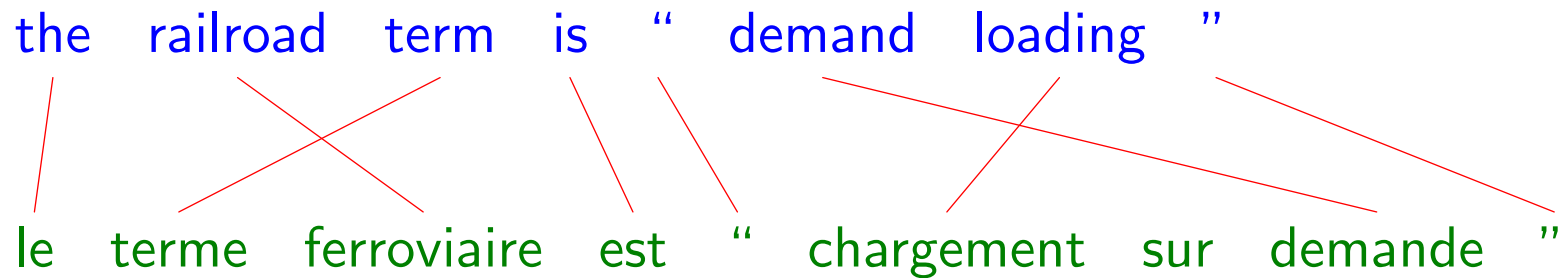 the railroad term is “ demand loading ”
le terme ferroviaire est “ chargement sur demande ”